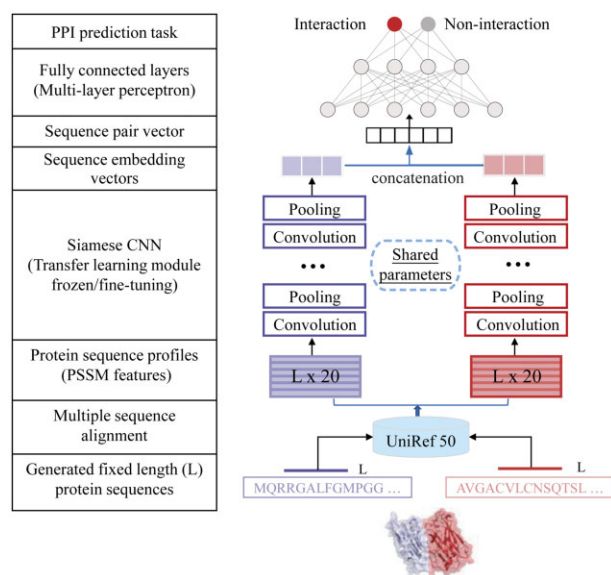 PPI prediction task
Fully connected layers
(Multi-layer perceptron)
Sequence pair vector
Sequence embedding
vectors
Siamese CNN
(Transfer learning module
frozen/fine-tuning)
Protein sequence profiles
(PSSM features)
Multiple sequence
alignment
Generated fixed length (L)
protein sequences
Interaction
Non-interaction
concatenation
Pooling
Convolution
•••
Pooling
Convolution
Shared
parameters
Pooling
Convolution
•••
Pooling
Convolution
L x 20
L x 20
UniRef 50
L
L
MQRRGALFGMPGG ...
AVGACVLCNSQTSL ...